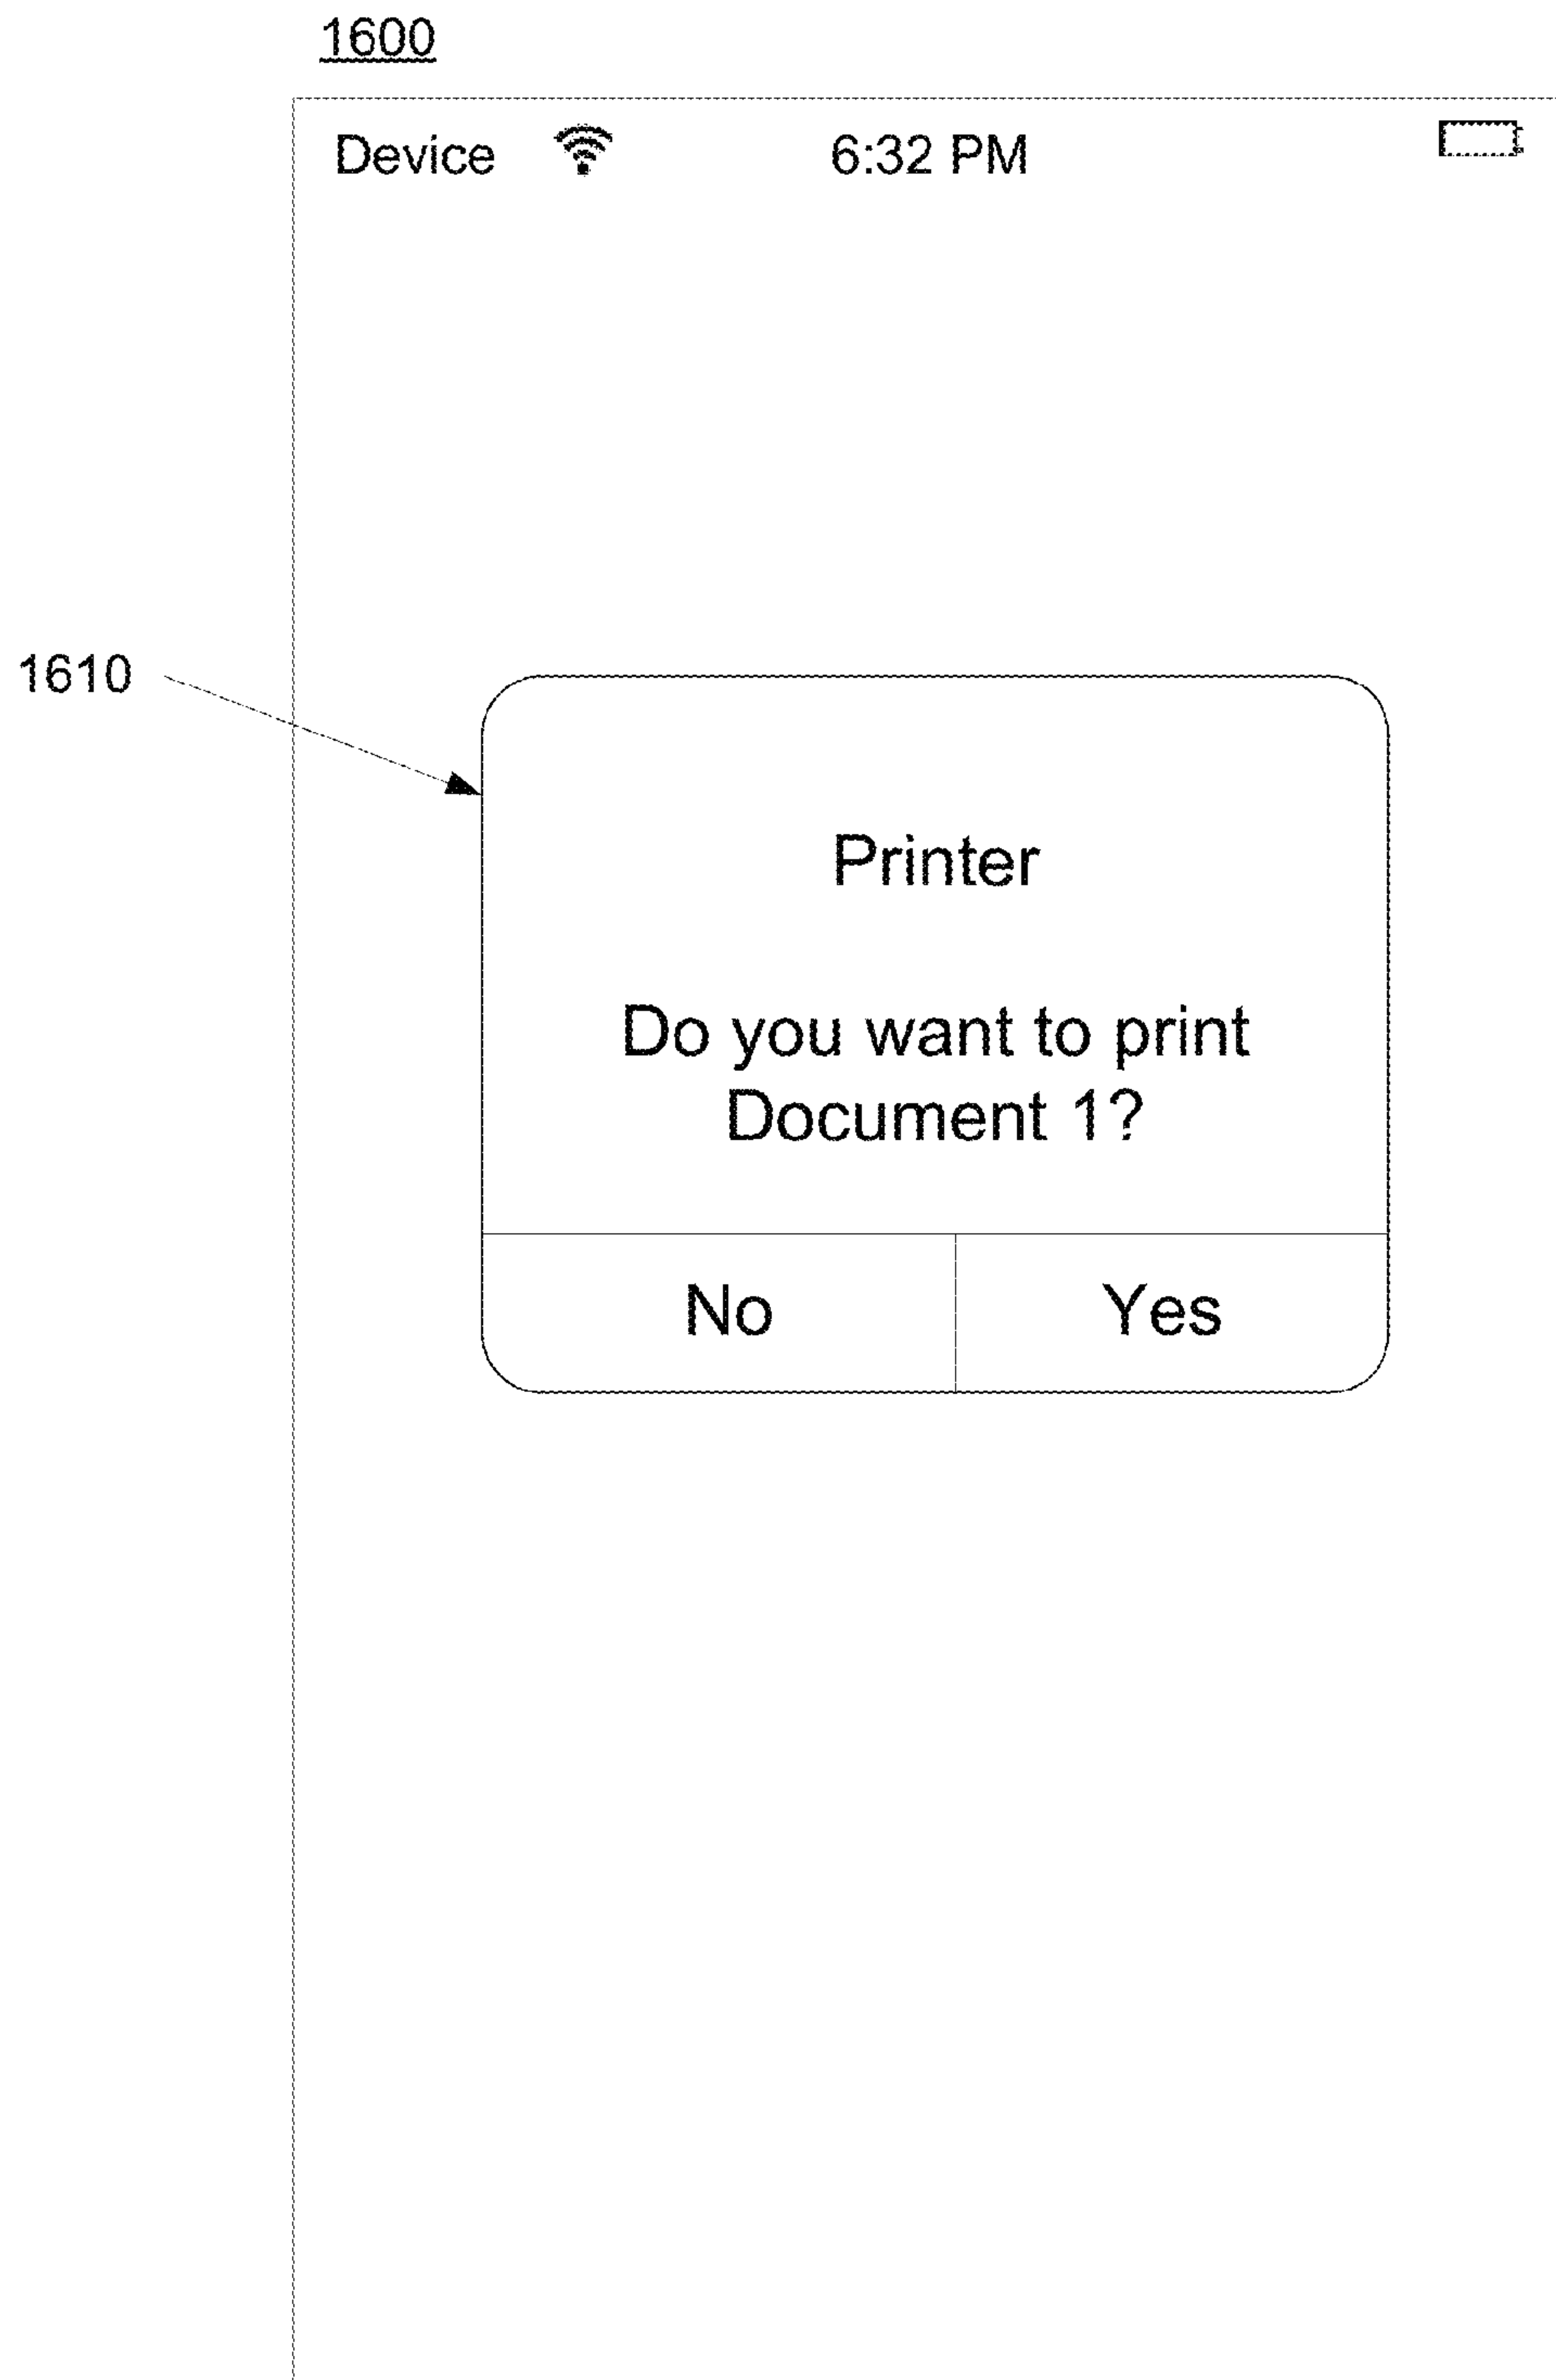 1600
Device 6:32 PM
1610
Printer
Do you want to print
Document 1?
No Yes